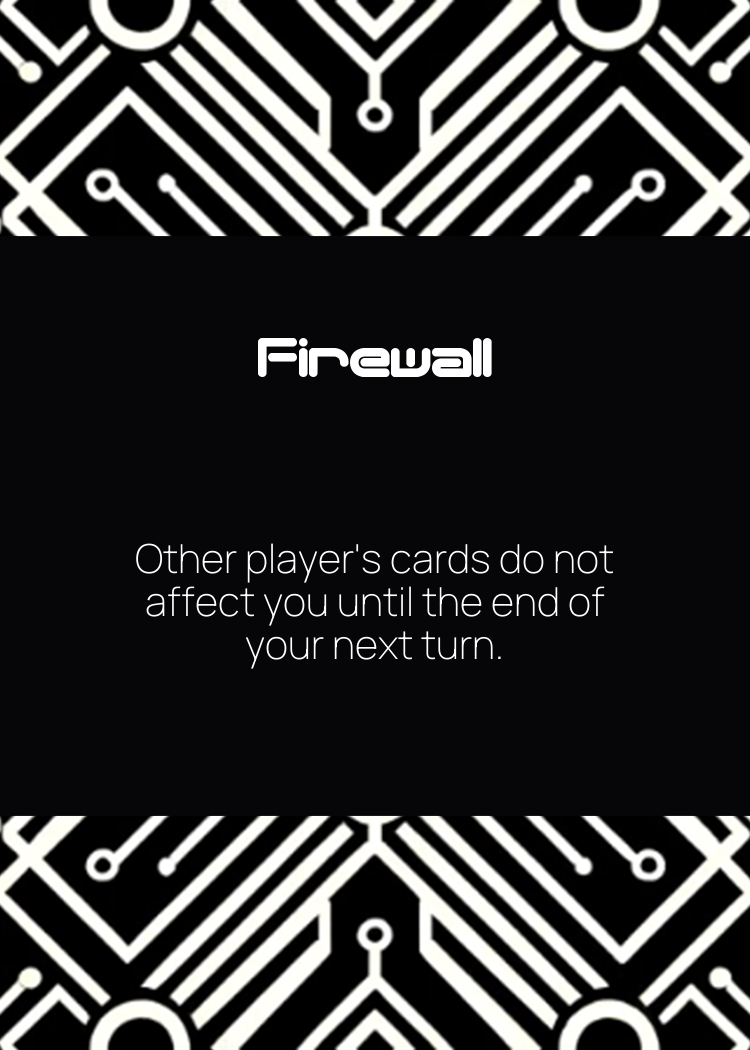 Firewall
Other player's cards do not
affect you until the end of
your next turn.